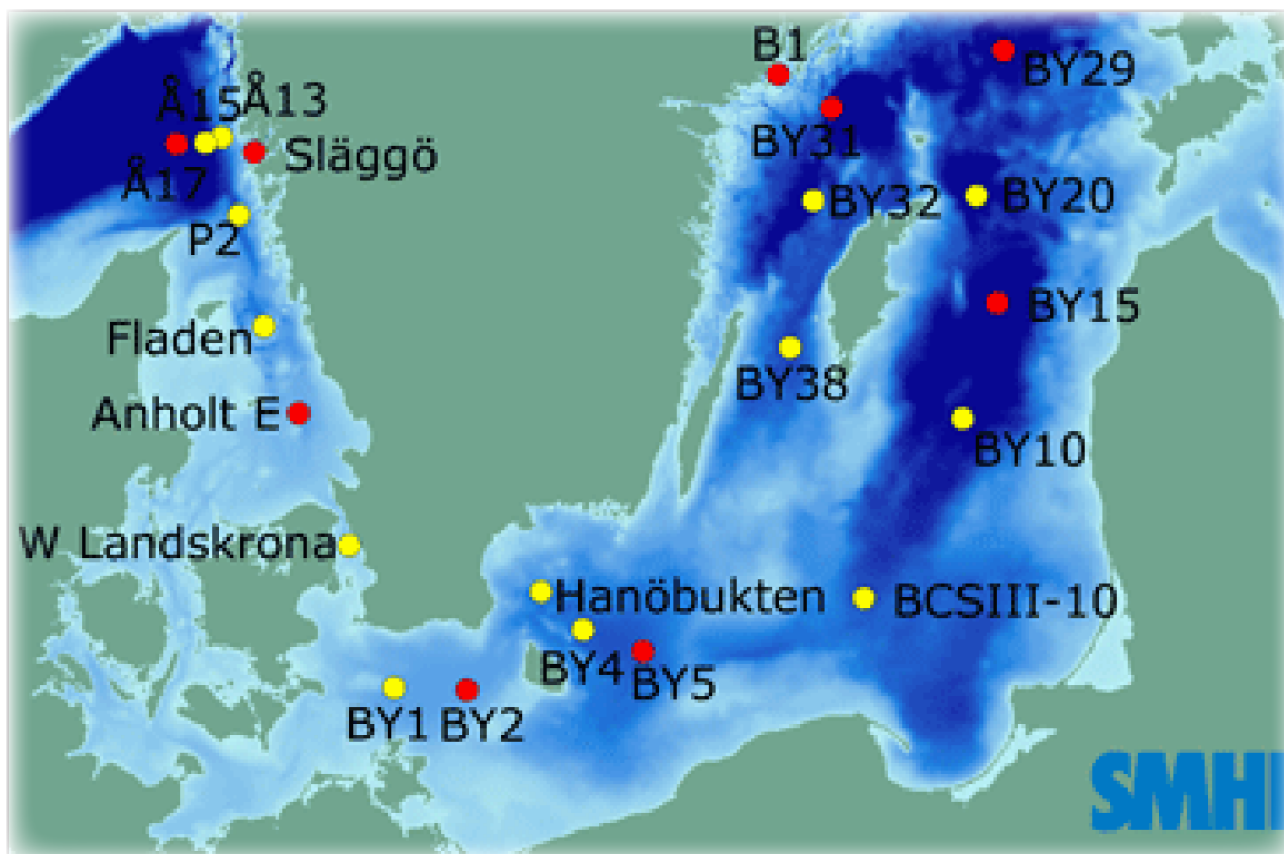 B1
BY29
Å15
Å13
BY31
Släggö
Å17
BY32
BY20
P2
BY15
Fladen
BY38
Anholt E
BY10
W Landskrona
Hanöbukten
BCSIII-10
BY4
BY5
BY1
BY2
SMHI